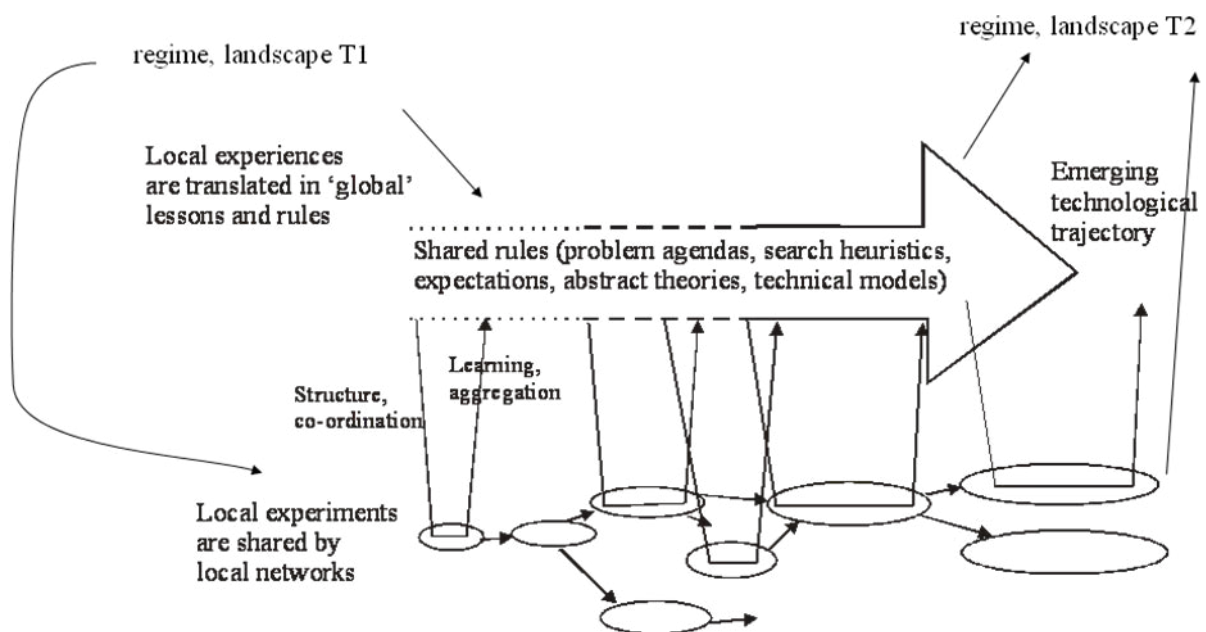 regime, landscape T1
regime, landscape T2
Local experiences
are translated in ‘global’
lessons and rules
Shared rules (problem agendas, search heuristics,
expectations, abstract theories, technical models)
Emerging
technological
trajectory
Structure,
co-ordination
Learning,
aggregation
Local experiments
are shared by
local networks